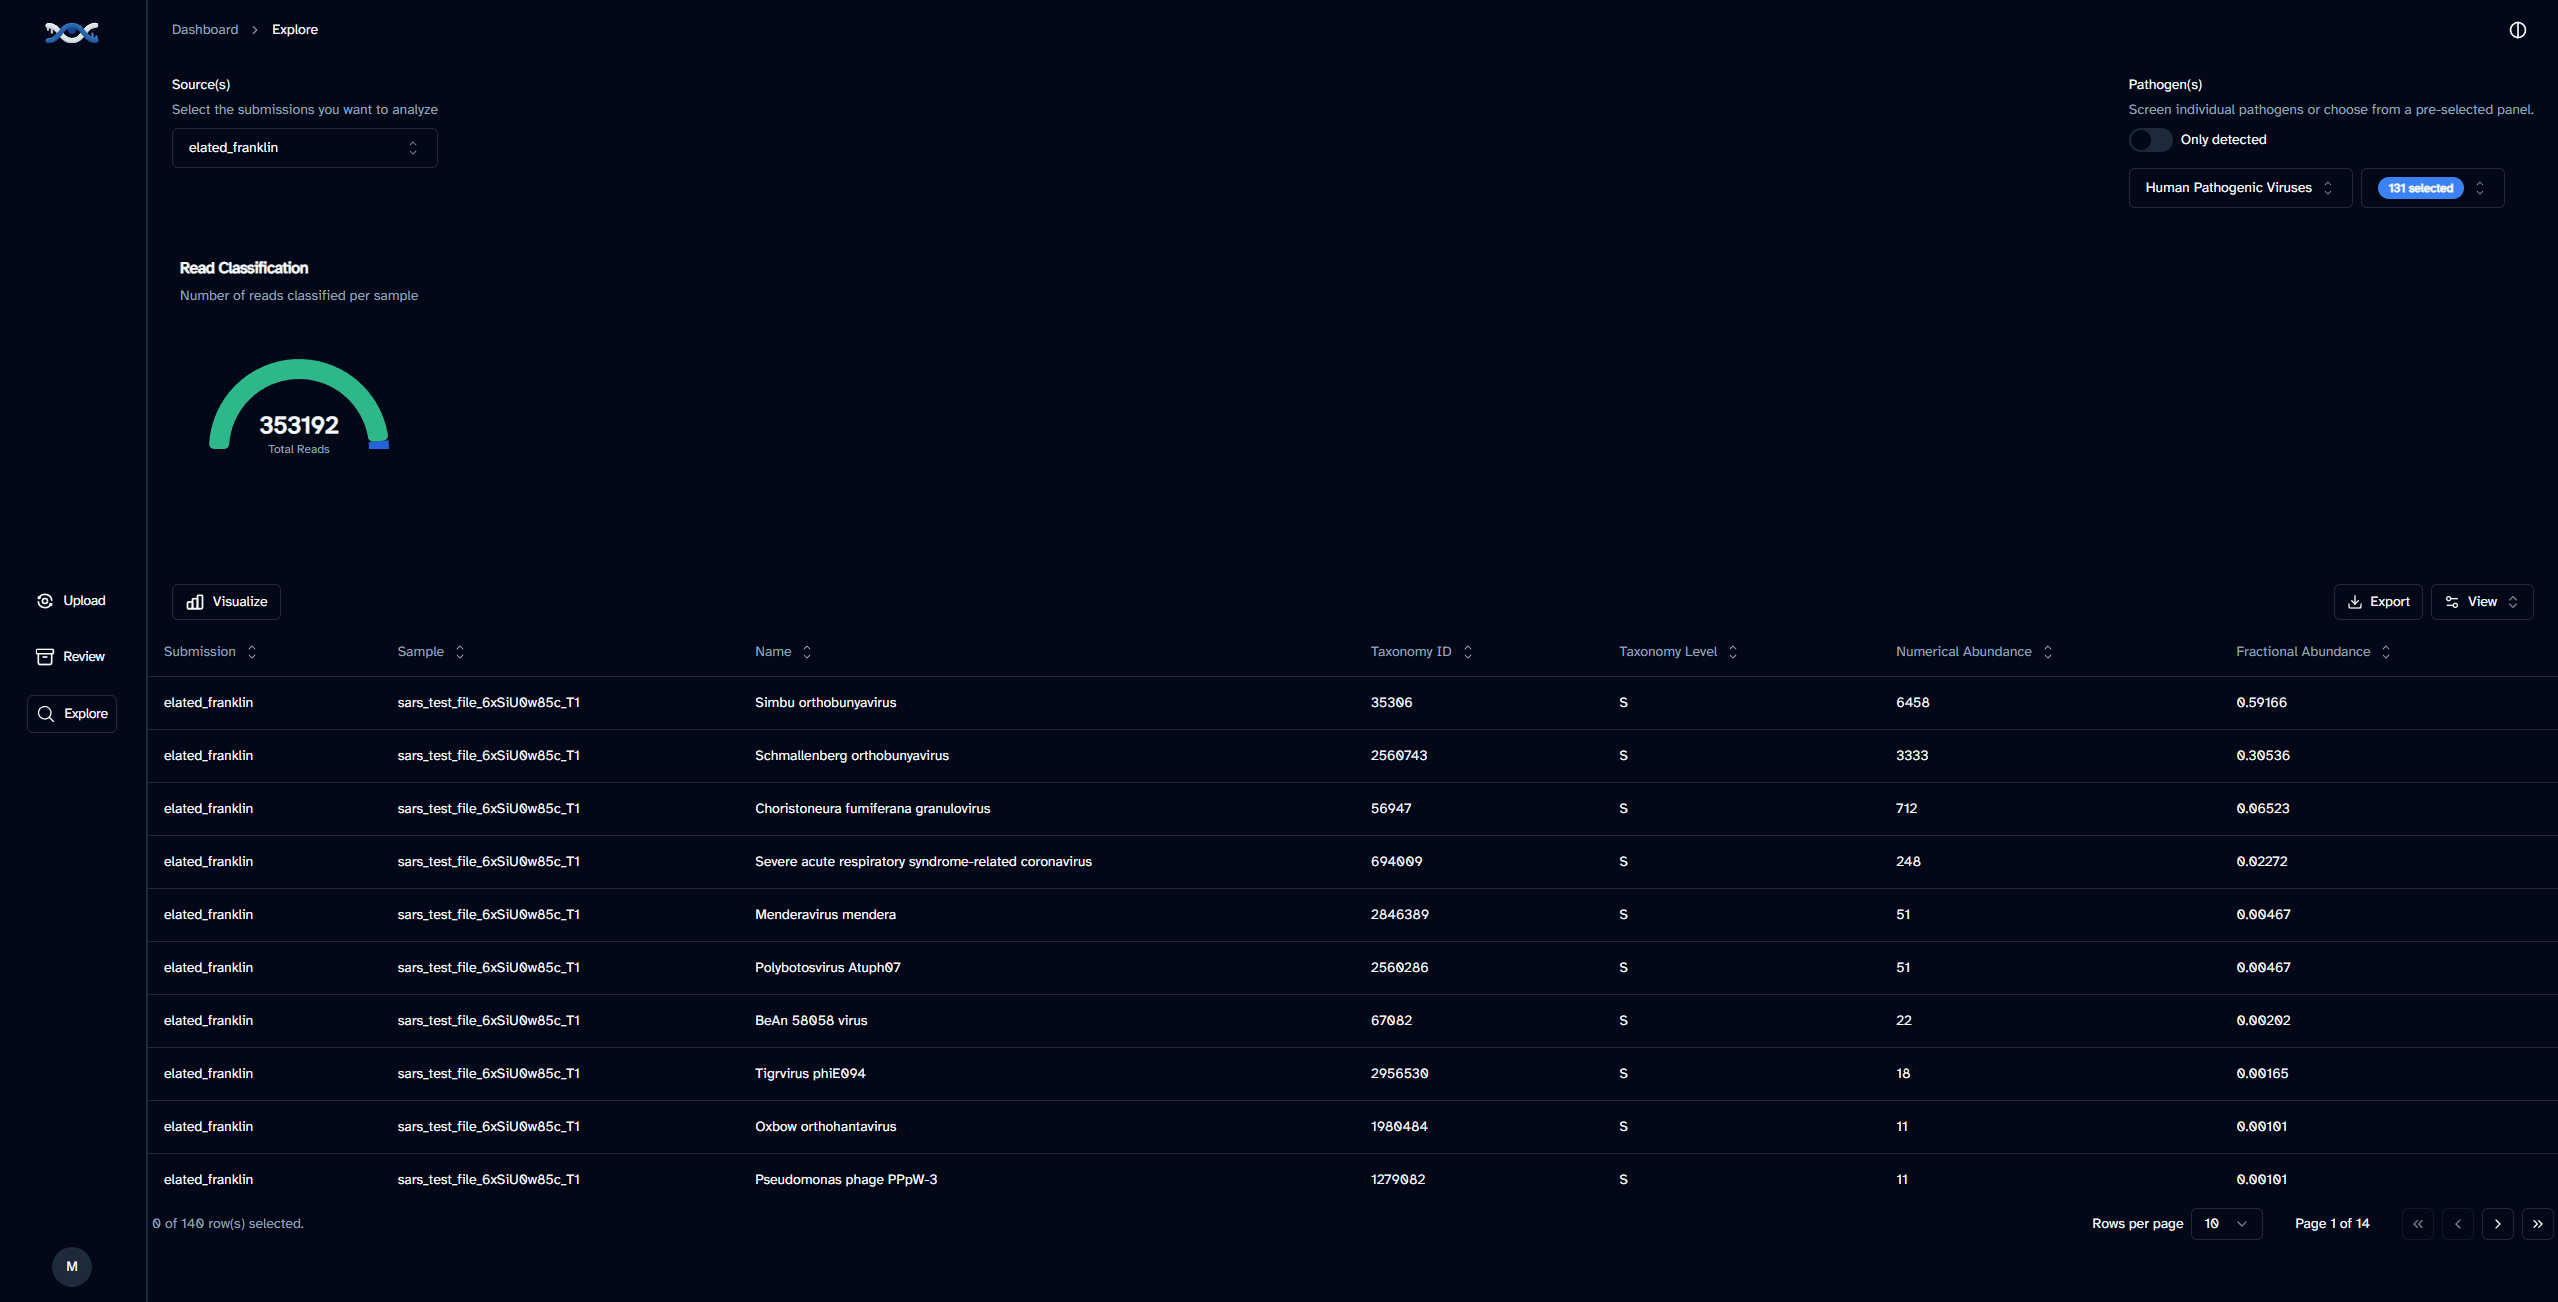 Dashboard > Explore
Source(s)
Select the submissions you want to analyze
elated_franklin
Pathogen(s)
Screen individual pathogens or choose from a pre-selected panel.
Only detected
Human Pathogenic Viruses 131 selected
Read Classification
Number of reads classified per sample
353192
Total Reads
Upload
Review
Explore
M
Visualize Export View
Submission Sample Name Taxonomy ID Taxonomy Level Numerical Abundance Fractional Abundance
elated_franklin sars_test_file_6xSiU0w85c_T1 Simbu orthobunyavirus 35306 S 6458 0.59166
elated_franklin sars_test_file_6xSiU0w85c_T1 Schmallenberg orthobunyavirus 2560743 S 3333 0.30536
elated_franklin sars_test_file_6xSiU0w85c_T1 Choristoneura fumiferana granulovirus 56947 S 712 0.06523
elated_franklin sars_test_file_6xSiU0w85c_T1 Severe acute respiratory syndrome-related coronavirus 694009 S 248 0.02272
elated_franklin sars_test_file_6xSiU0w85c_T1 Menderavirus mendera 2846389 S 51 0.00467
elated_franklin sars_test_file_6xSiU0w85c_T1 Polybotosvirus Atuph07 2560286 S 51 0.00467
elated_franklin sars_test_file_6xSiU0w85c_T1 BeAn 58058 virus 67082 S 22 0.00202
elated_franklin sars_test_file_6xSiU0w85c_T1 Tigrvirus phiE094 2956530 S 18 0.00165
elated_franklin sars_test_file_6xSiU0w85c_T1 Oxbow orthohantavirus 1980484 S 11 0.00101
elated_franklin sars_test_file_6xSiU0w85c_T1 Pseudomonas phage PPpW-3 1279082 S 11 0.00101
0 of 140 row(s) selected. Rows per page 10 Page 1 of 14